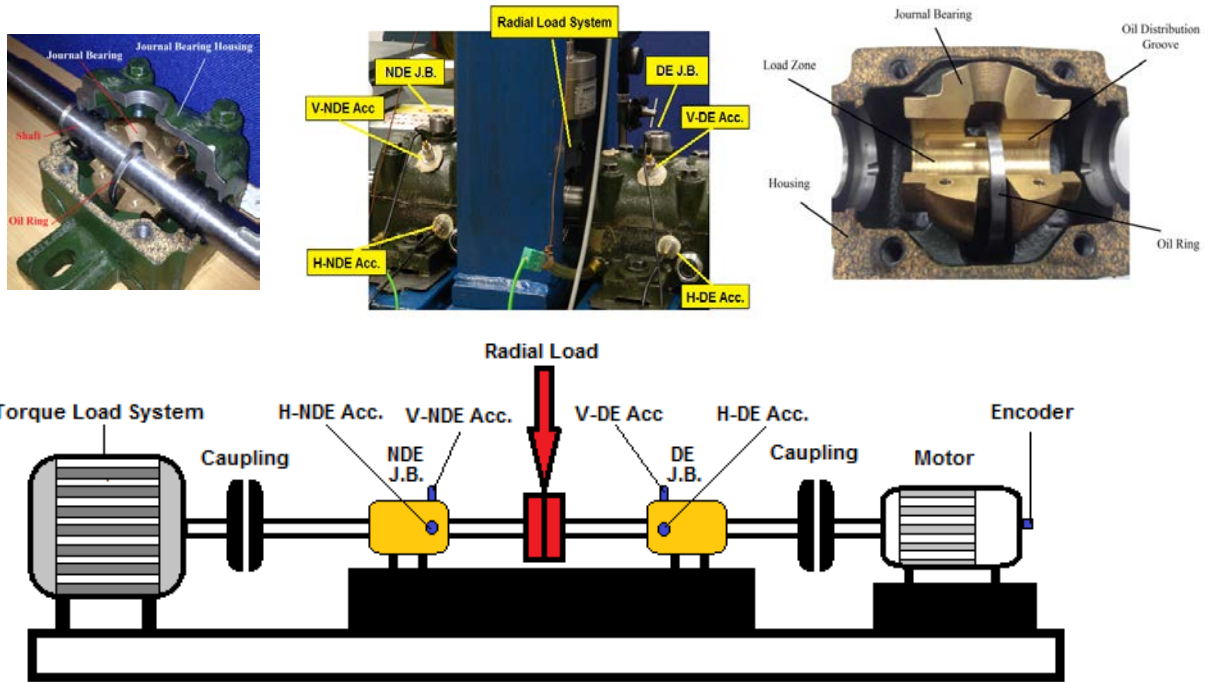 Journal Bearing
Journal Bearing Housing
Shaft
Oil Ring
Radial Load System
NDE J.B.
DE J.B.
V-NDE Acc
V-DE Acc.
H-NDE Acc.
H-DE Acc.
Journal Bearing
Oil Distribution
Groove
Load Zone
Housing
Oil Ring
Radial Load
Torque Load System
H-NDE Acc.
V-NDE Acc.
V-DE Acc
H-DE Acc.
Encoder
Caupling
NDE
J.B.
DE
J.B.
Caupling
Motor